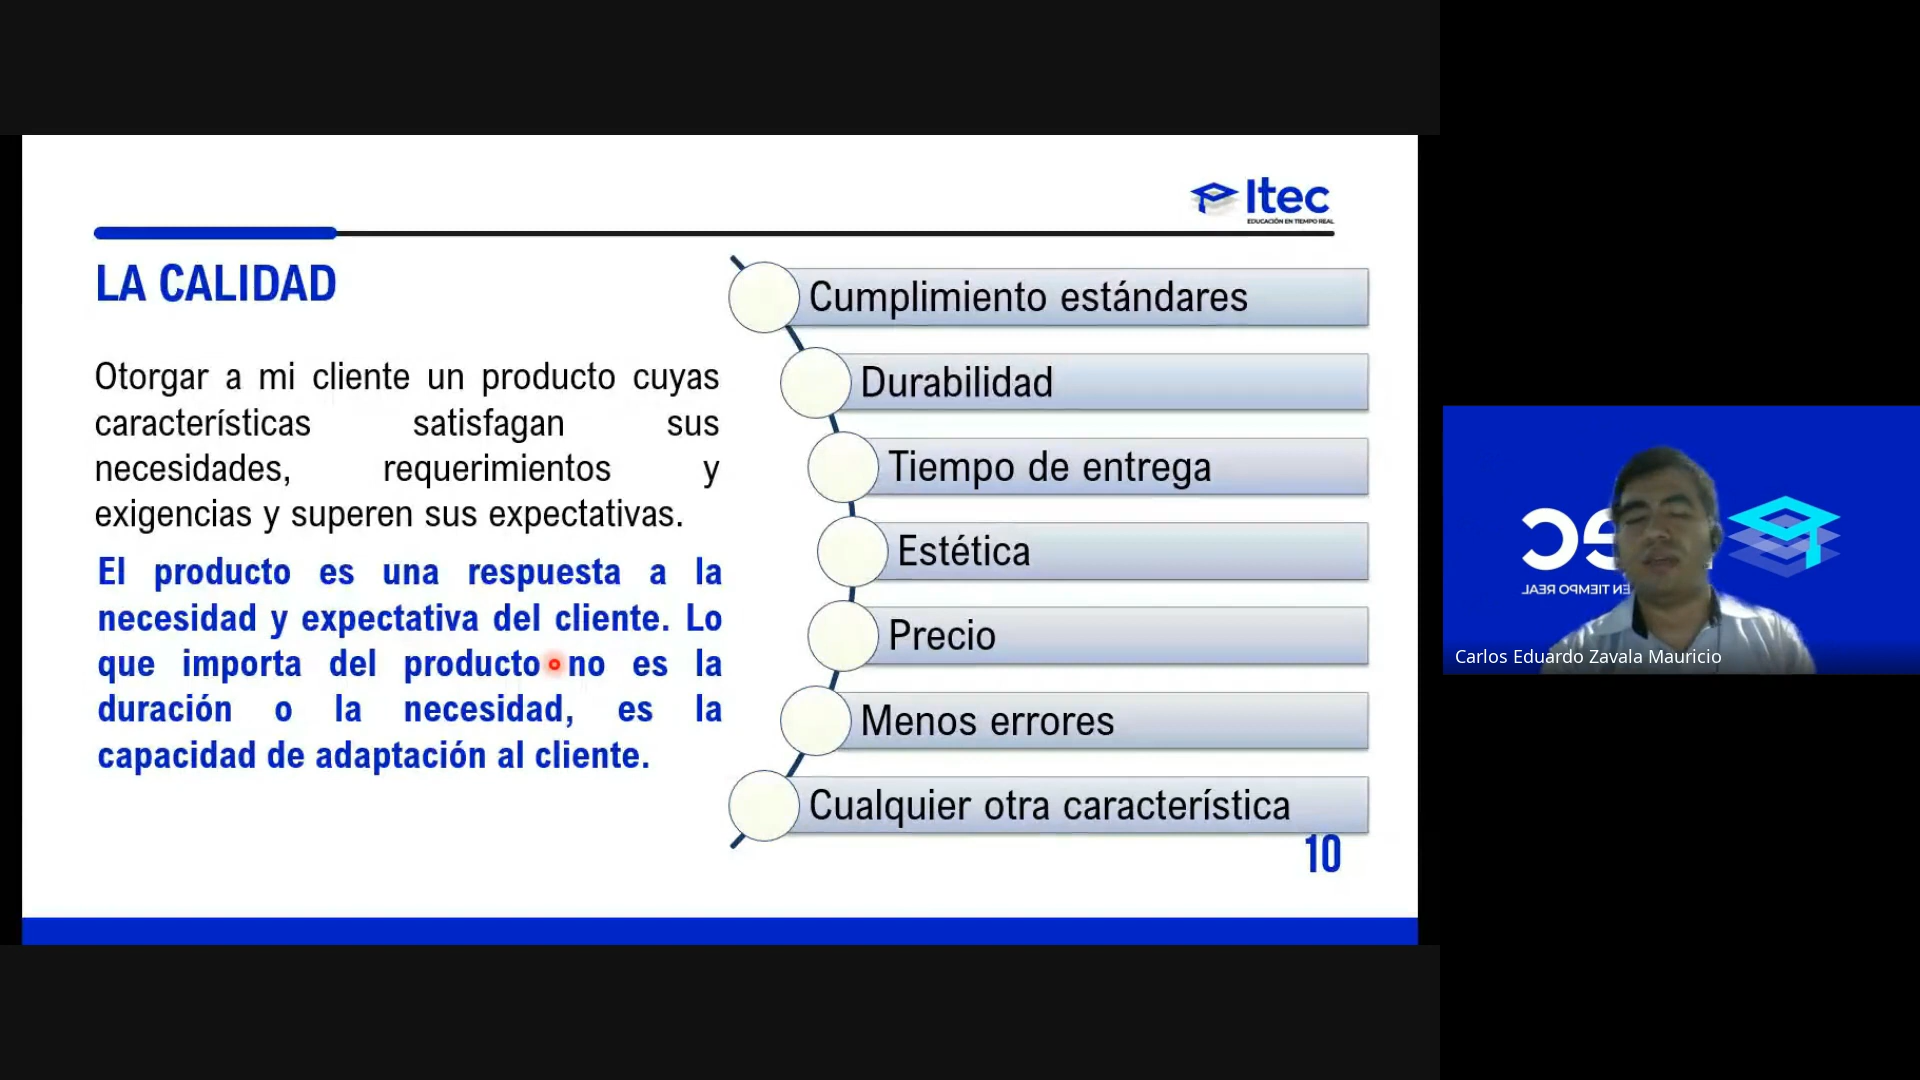 Itec
EDUCACIÓN EN TIEMPO REAL
LA CALIDAD
Otorgar a mi cliente un producto cuyas
características satisfagan sus
necesidades, requerimientos y
exigencias y superen sus expectativas.
El producto es una respuesta a la
necesidad y expectativa del cliente. Lo
que importa del producto no es la
duración o la necesidad, es la
capacidad de adaptación al cliente.
Cumplimiento estándares
Durabilidad
Tiempo de entrega
Estética
Precio
Menos errores
Cualquier otra característica
10
ec
EN TIEMPO REAL
Carlos Eduardo Zavala Mauricio